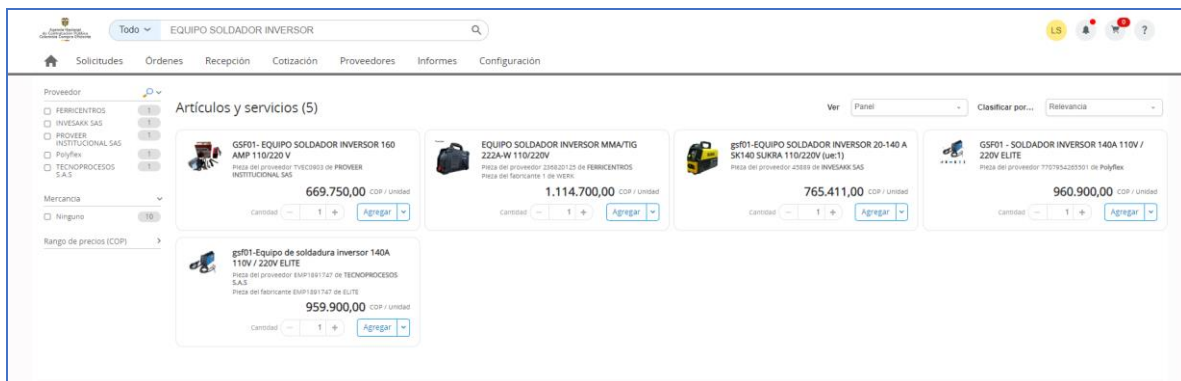 Todo
EQUIPO SOLDADOR INVERSOR
LS
0
?
Solicitudes Órdenes Recepción Cotización Proveedores Informes Configuración
Proveedor
FERRICENTROS 1
INVESAKK SAS 1
PROVEER INSTITUCIONAL SAS 1
Polyflex 1
TECNOPROCESOS S.A.S 1
Mercancia
Ninguno 10
Rango de precios (COP)
Artículos y servicios (5)
Ver Panel
Clasificar por... Relevancia
GSF01- EQUIPO SOLDADOR INVERSOR 160
AMP 110/220 V
Pieza del proveedor TVEC0903 de PROVEER
INSTITUCIONAL SAS
669.750,00 COP / Unidad
Cantidad 1 Agregar
EQUIPO SOLDADOR INVERSOR MMA/TIG
222A-W 110/220V
Pieza del proveedor 296820125 de FERRICENTROS
Pieza del fabricante 1 de WERK
1.114.700,00 COP / Unidad
Cantidad 1 Agregar
gsf01-EQUIPO SOLDADOR INVERSOR 20-140 A
SK140 SUKRA 110/220V (ue:1)
Pieza del proveedor 45889 de INVESAKK SAS
765.411,00 COP / Unidad
Cantidad 1 Agregar
GSF01 - SOLDADOR INVERSOR 140A 110V /
220V ELITE
Pieza del proveedor 7707954265501 de Polyflex
960.900,00 COP / Unidad
Cantidad 1 Agregar
gsf01-Equipo de soldadura inversor 140A
110V / 220V ELITE
Pieza del proveedor EMP1891747 de TECNOPROCESOS
S.A.S
Pieza del fabricante EMP1891747 de ELITE
959.900,00 COP / Unidad
Cantidad 1 Agregar